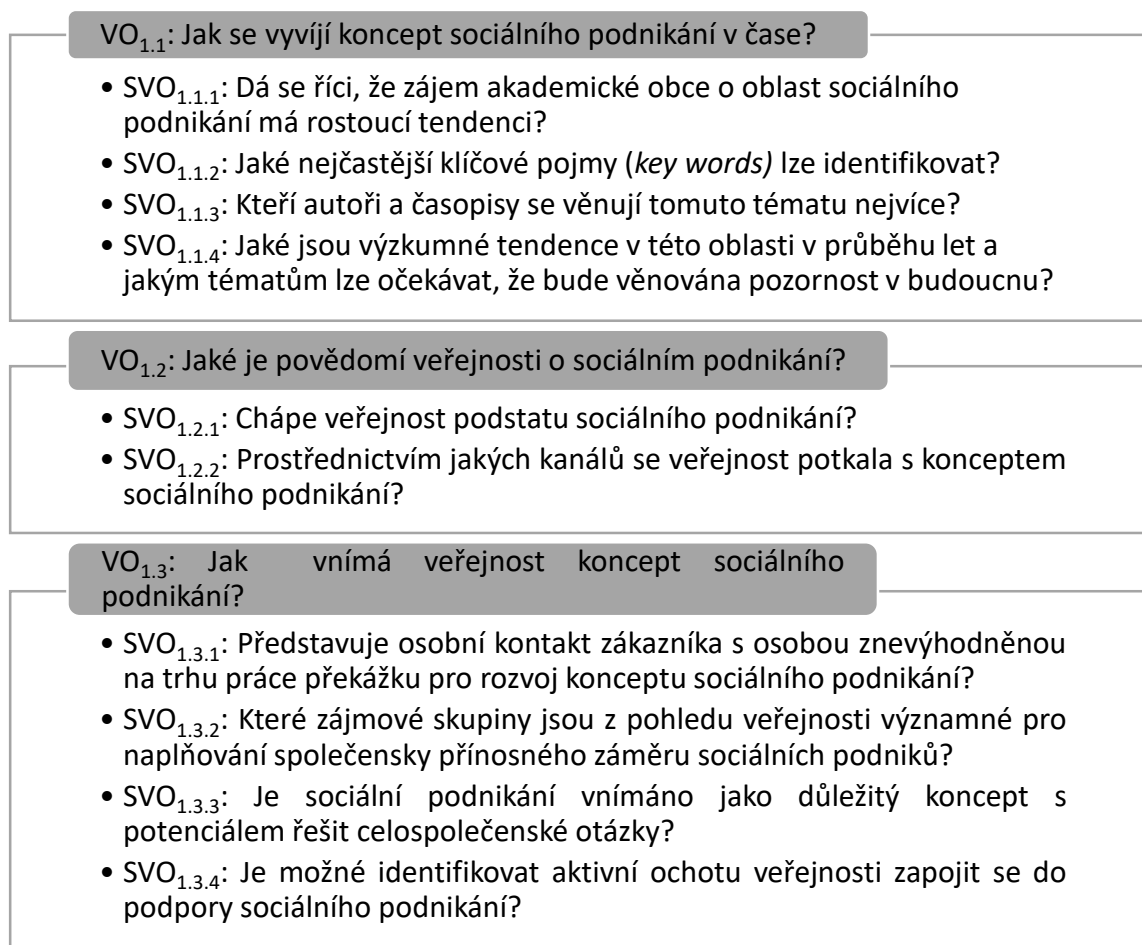 VO1.1: Jak se vyvíjí koncept sociálního podnikání v čase?
• SVO1.1.1: Dá se říci, že zájem akademické obce o oblast sociálního
podnikání má rostoucí tendenci?
• SVO1.1.2: Jaké nejčastější klíčové pojmy (key words) lze identifikovat?
• SVO1.1.3: Kteří autoři a časopisy se věnují tomuto tématu nejvíce?
• SVO1.1.4: Jaké jsou výzkumné tendence v této oblasti v průběhu let a
jakým tématům lze očekávat, že bude věnována pozornost v budoucnu?
VO1.2: Jaké je povědomí veřejnosti o sociálním podnikání?
• SVO1.2.1: Chápe veřejnost podstatu sociálního podnikání?
• SVO1.2.2: Prostřednictvím jakých kanálů se veřejnost potkala s konceptem
sociálního podnikání?
VO1.3: Jak vnímá veřejnost koncept sociálního
podnikání?
• SVO1.3.1: Představuje osobní kontakt zákazníka s osobou znevýhodněnou
na trhu práce překážku pro rozvoj konceptu sociálního podnikání?
• SVO1.3.2: Které zájmové skupiny jsou z pohledu veřejnosti významné pro
naplňování společensky přínosného záměru sociálních podniků?
• SVO1.3.3: Je sociální podnikání vnímáno jako důležitý koncept s
potenciálem řešit celospolečenské otázky?
• SVO1.3.4: Je možné identifikovat aktivní ochotu veřejnosti zapojit se do
podpory sociálního podnikání?